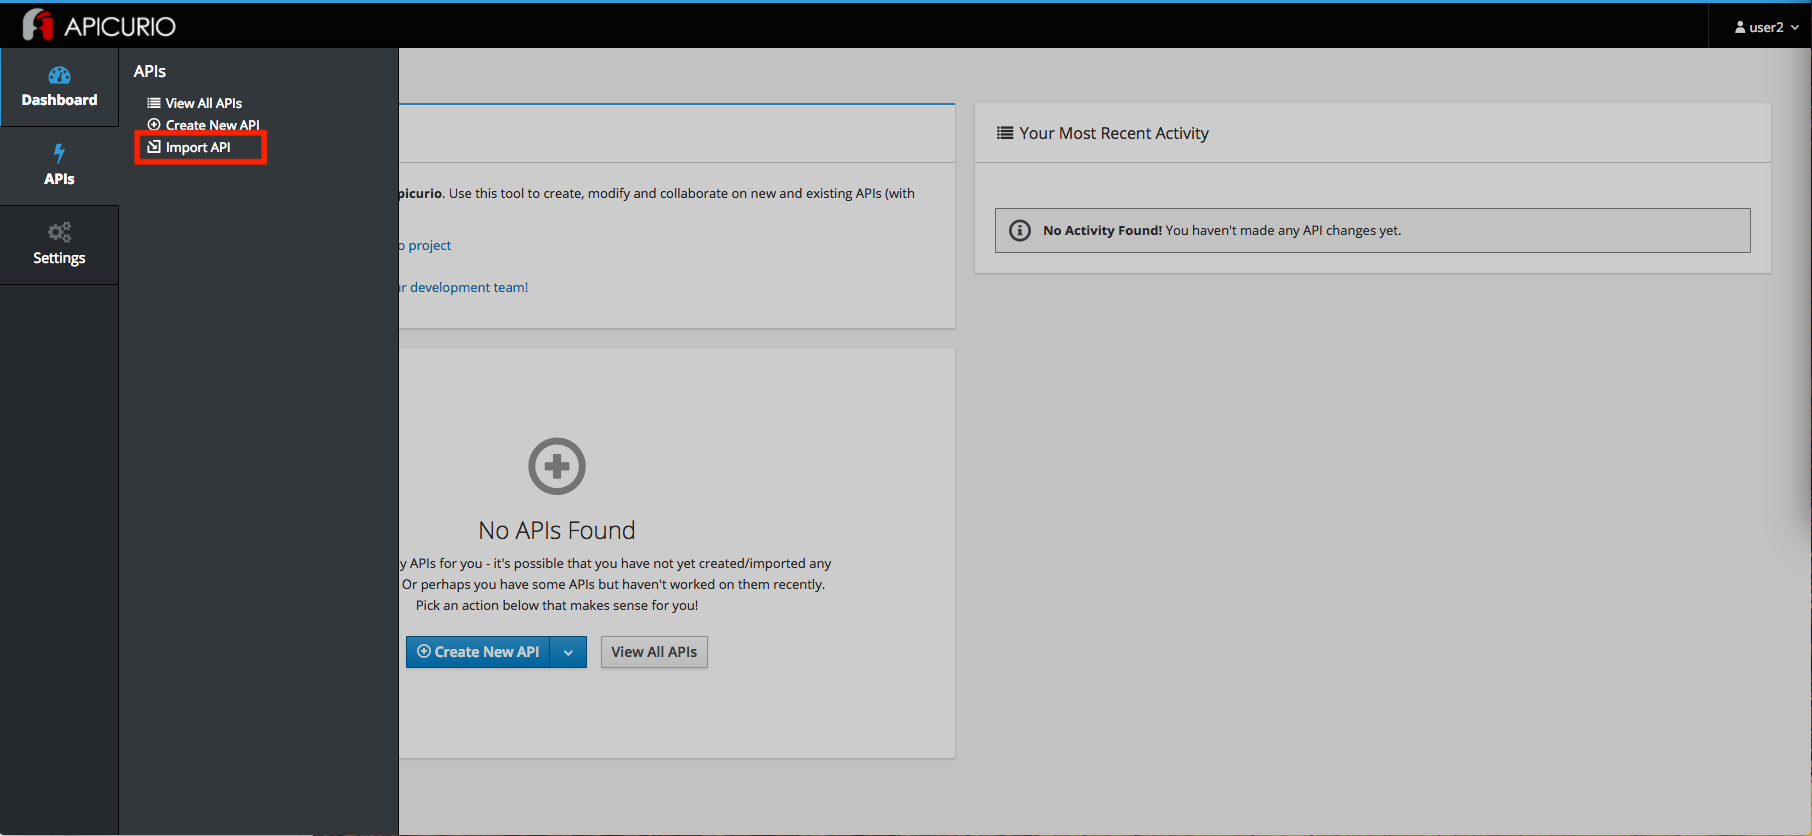 APICURIO
user2
Dashboard
APIs
Settings
APIs
View All APIs
Create New API
Import API
picurio. Use this tool to create, modify and collaborate on new and existing APIs (with
o project
r development team!
Your Most Recent Activity
No Activity Found! You haven't made any API changes yet.
No APIs Found
y APIs for you - it's possible that you have not yet created/imported any
Or perhaps you have some APIs but haven't worked on them recently.
Pick an action below that makes sense for you!
Create New API
View All APIs